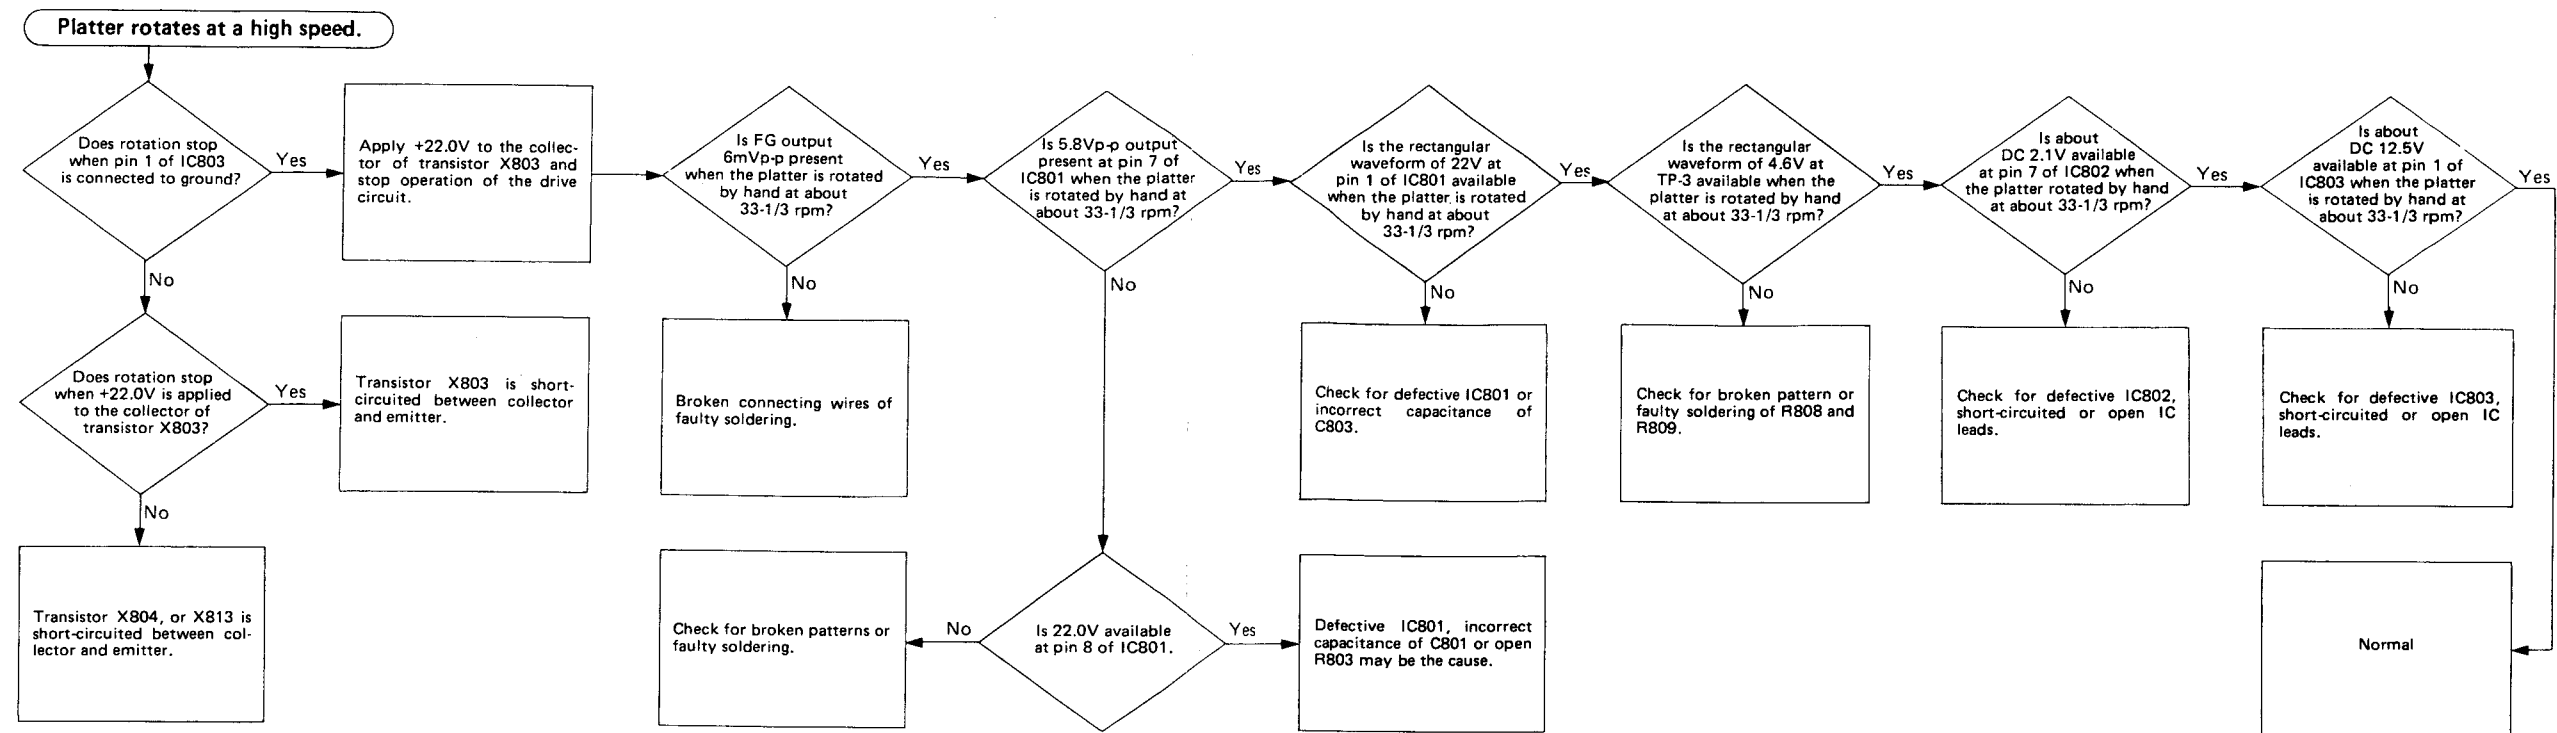 Platter rotates at a high speed.
Does rotation stop
when pin 1 of IC803
is connected to ground?
Yes
No
Apply +22.0V to the collec-
tor of transistor X803 and
stop operation of the drive
circuit.
Is FG output
6mVp-p present
when the platter is rotated
by hand at about
33-1/3 rpm?
Yes
No
Is 5.8Vp-p output
present at pin 7 of
IC801 when the platter
is rotated by hand at
about 33-1/3 rpm?
Yes
No
Is the rectangular
waveform of 22V at
pin 1 of IC801 available
when the platter is rotated
by hand at about
33-1/3 rpm?
Yes
No
Is the rectangular
waveform of 4.6V at
TP-3 available when the
platter is rotated by hand
at about 33-1/3 rpm?
Yes
No
Is about
DC 2.1V available
at pin 7 of IC802 when
the platter rotated by hand
at about 33-1/3 rpm?
Yes
No
Is about
DC 12.5V
available at pin 1 of
IC803 when the platter
is rotated by hand at
about 33-1/3 rpm?
Yes
No
Does rotation stop
when +22.0V is applied
to the collector of
transistor X803?
Yes
No
Transistor X803 is short-
circuited between collector
and emitter.
Broken connecting wires of
faulty soldering.
Check for defective IC801 or
incorrect capacitance of
C803.
Check for broken pattern or
faulty soldering of R808 and
R809.
Check for defective IC802,
short-circuited or open IC
leads.
Check for defective IC803,
short-circuited or open IC
leads.
Transistor X804, or X813 is
short-circuited between col-
lector and emitter.
Check for broken patterns or
faulty soldering.
No
Is 22.0V available
at pin 8 of IC801.
Yes
Defective IC801, incorrect
capacitance of C801 or open
R803 may be the cause.
Normal